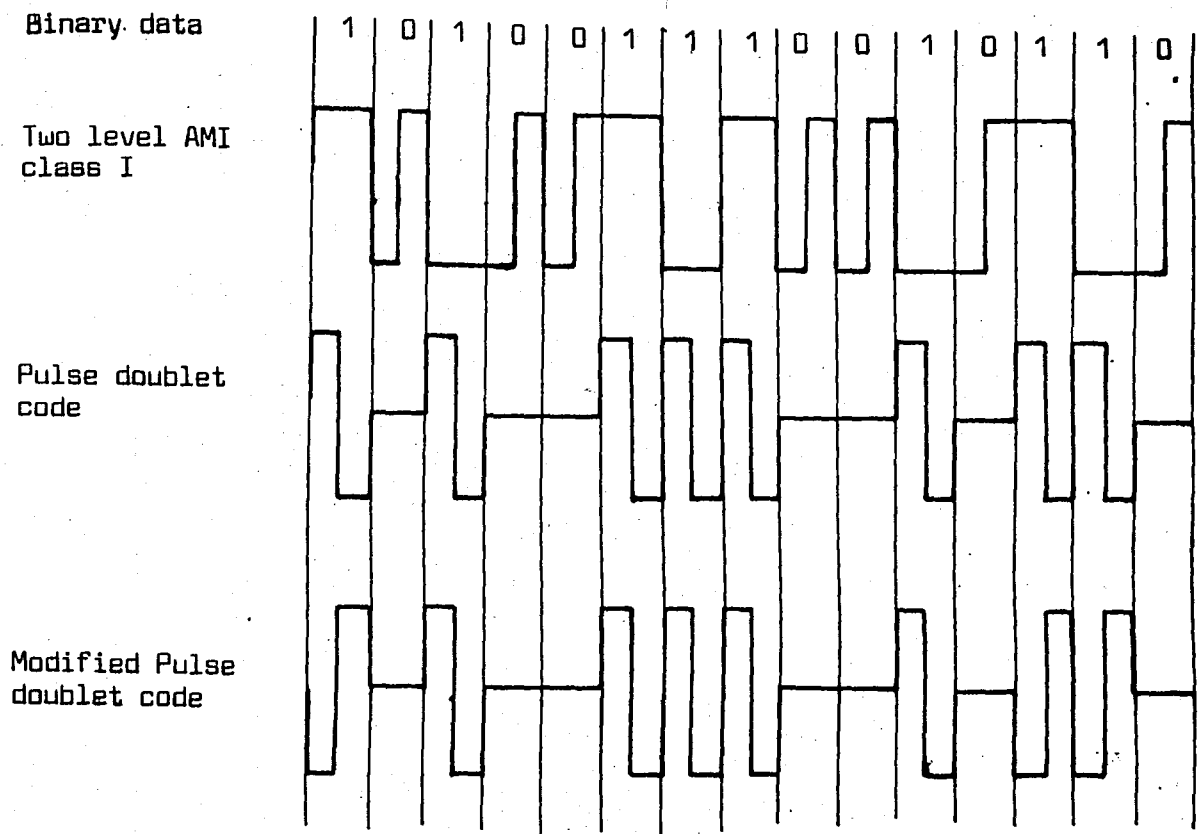 Binary data 1 0 1 0 0 1 1 1 0 0 1 0 1 1 0
Two level AMI
class I
Pulse doublet
code
Modified Pulse
doublet code